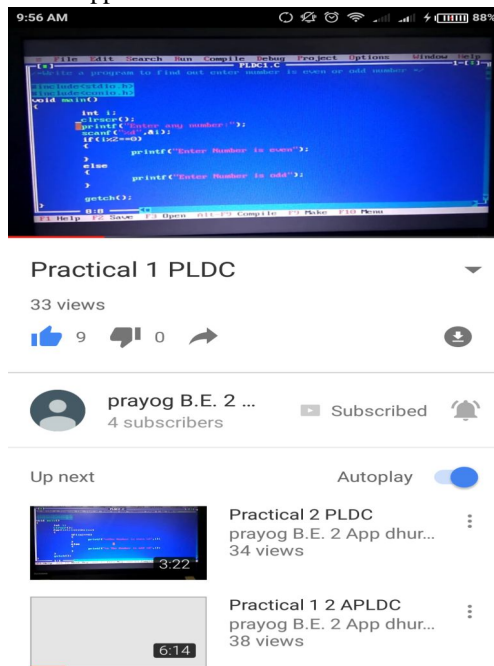 9:56 AM 88%
File Edit Search Run Compile Debug Project Options Window Help
PLDC1.C
Write a program to find out enter number is even or odd number
#include<stdio.h>
#include<conio.h>
void main()
{
int i;
clrscr();
printf("Enter any number:");
scanf("%d",&i);
if(i%2==0)
{
printf("Enter Number is even");
}
else
{
printf("Enter Number is odd");
}
getch();
}
8:8
F1 Help F2 Save F3 Open Alt-F9 Compile F9 Make F10 Menu
Practical 1 PLDC
33 views
9 0
prayog B.E. 2 ... Subscribed
4 subscribers
Up next Autoplay
Practical 2 PLDC
prayog B.E. 2 App dhur...
34 views
3:22
Practical 1 2 APLDC
prayog B.E. 2 App dhur...
38 views
6:14